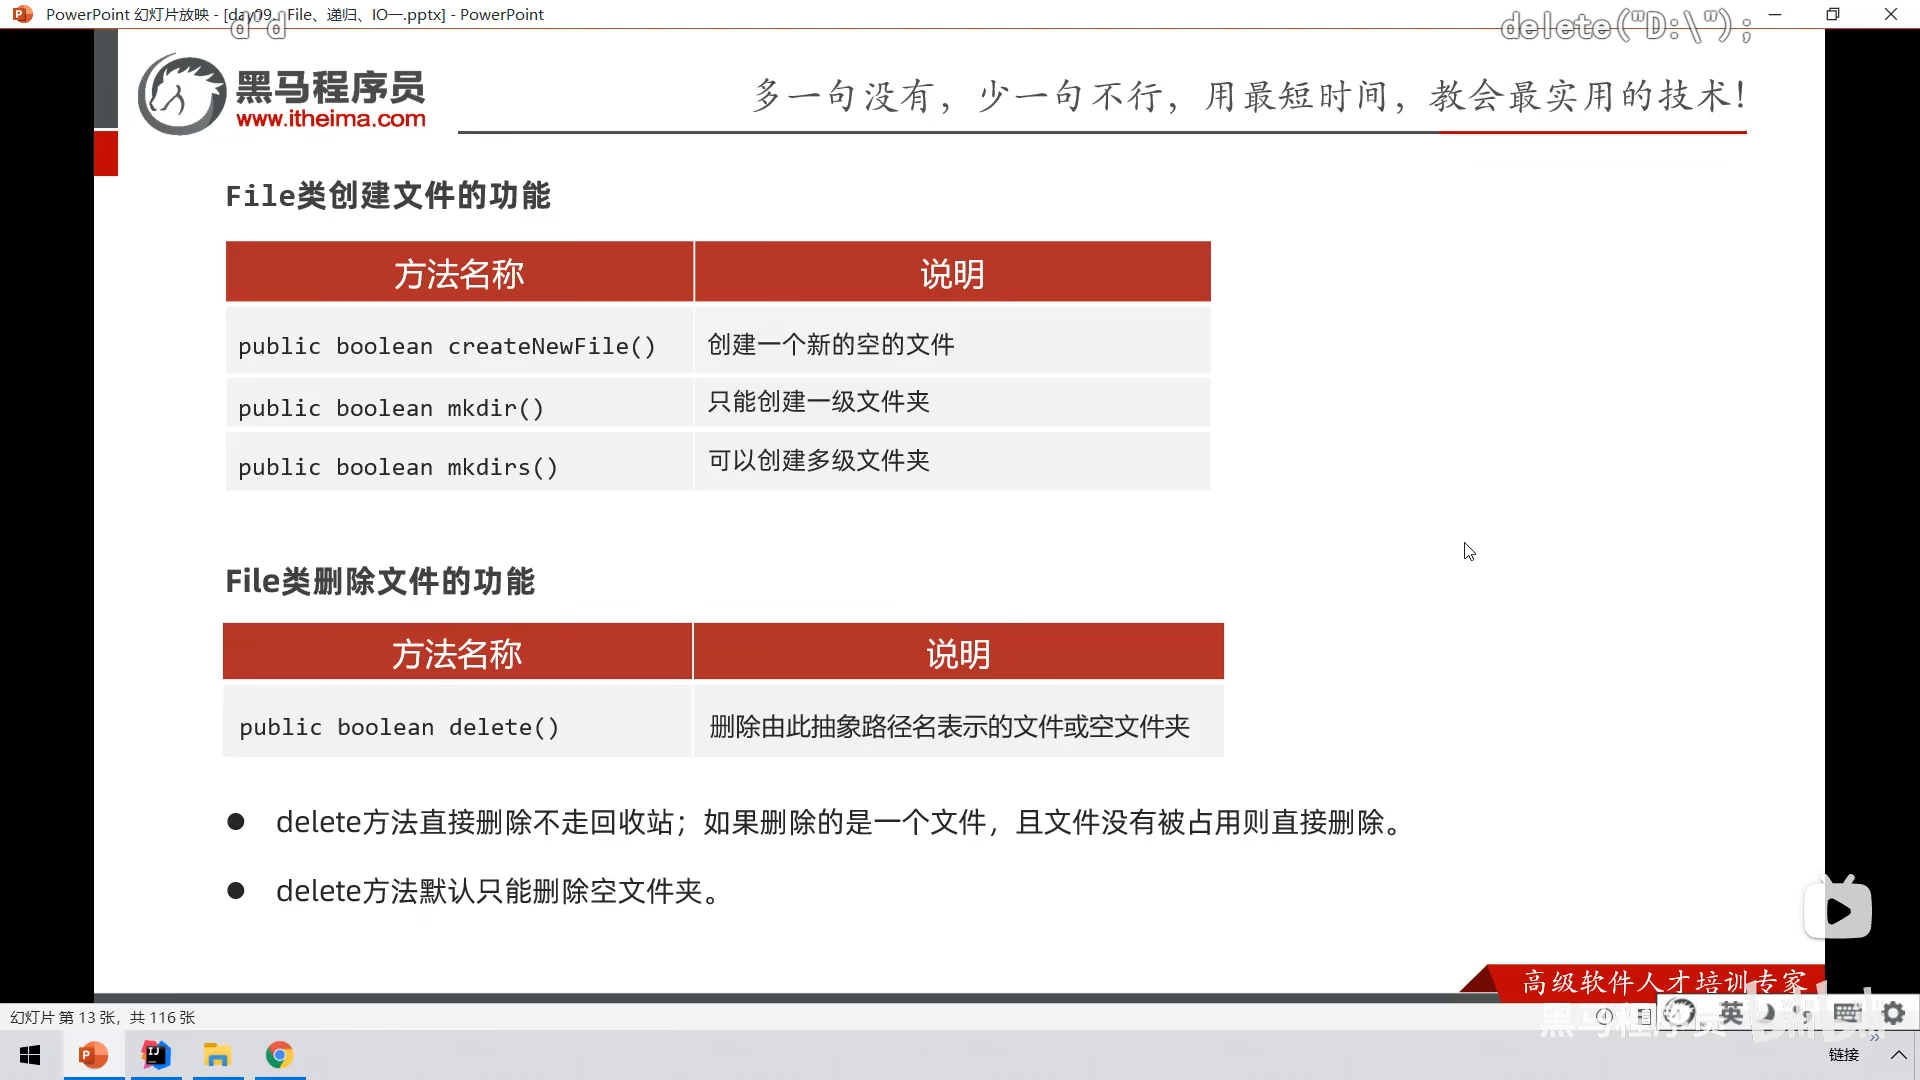 PowerPoint 幻灯片放映 - [day09、File、递归、IO一.pptx] - PowerPoint
delete("D:\");
黑马程序员
www.itheima.com
多一句没有，少一句不行，用最短时间，教会最实用的技术！
File类创建文件的功能
方法名称 说明
public boolean createNewFile() 创建一个新的空的文件
public boolean mkdir() 只能创建一级文件夹
public boolean mkdirs() 可以创建多级文件夹
File类删除文件的功能
方法名称 说明
public boolean delete() 删除由此抽象路径名表示的文件或空文件夹
● delete方法直接删除不走回收站；如果删除的是一个文件，且文件没有被占用则直接删除。
● delete方法默认只能删除空文件夹。
高级软件人才培训专家
幻灯片 第 13 张，共 116 张
黑马程序员
英
bilibili
链接